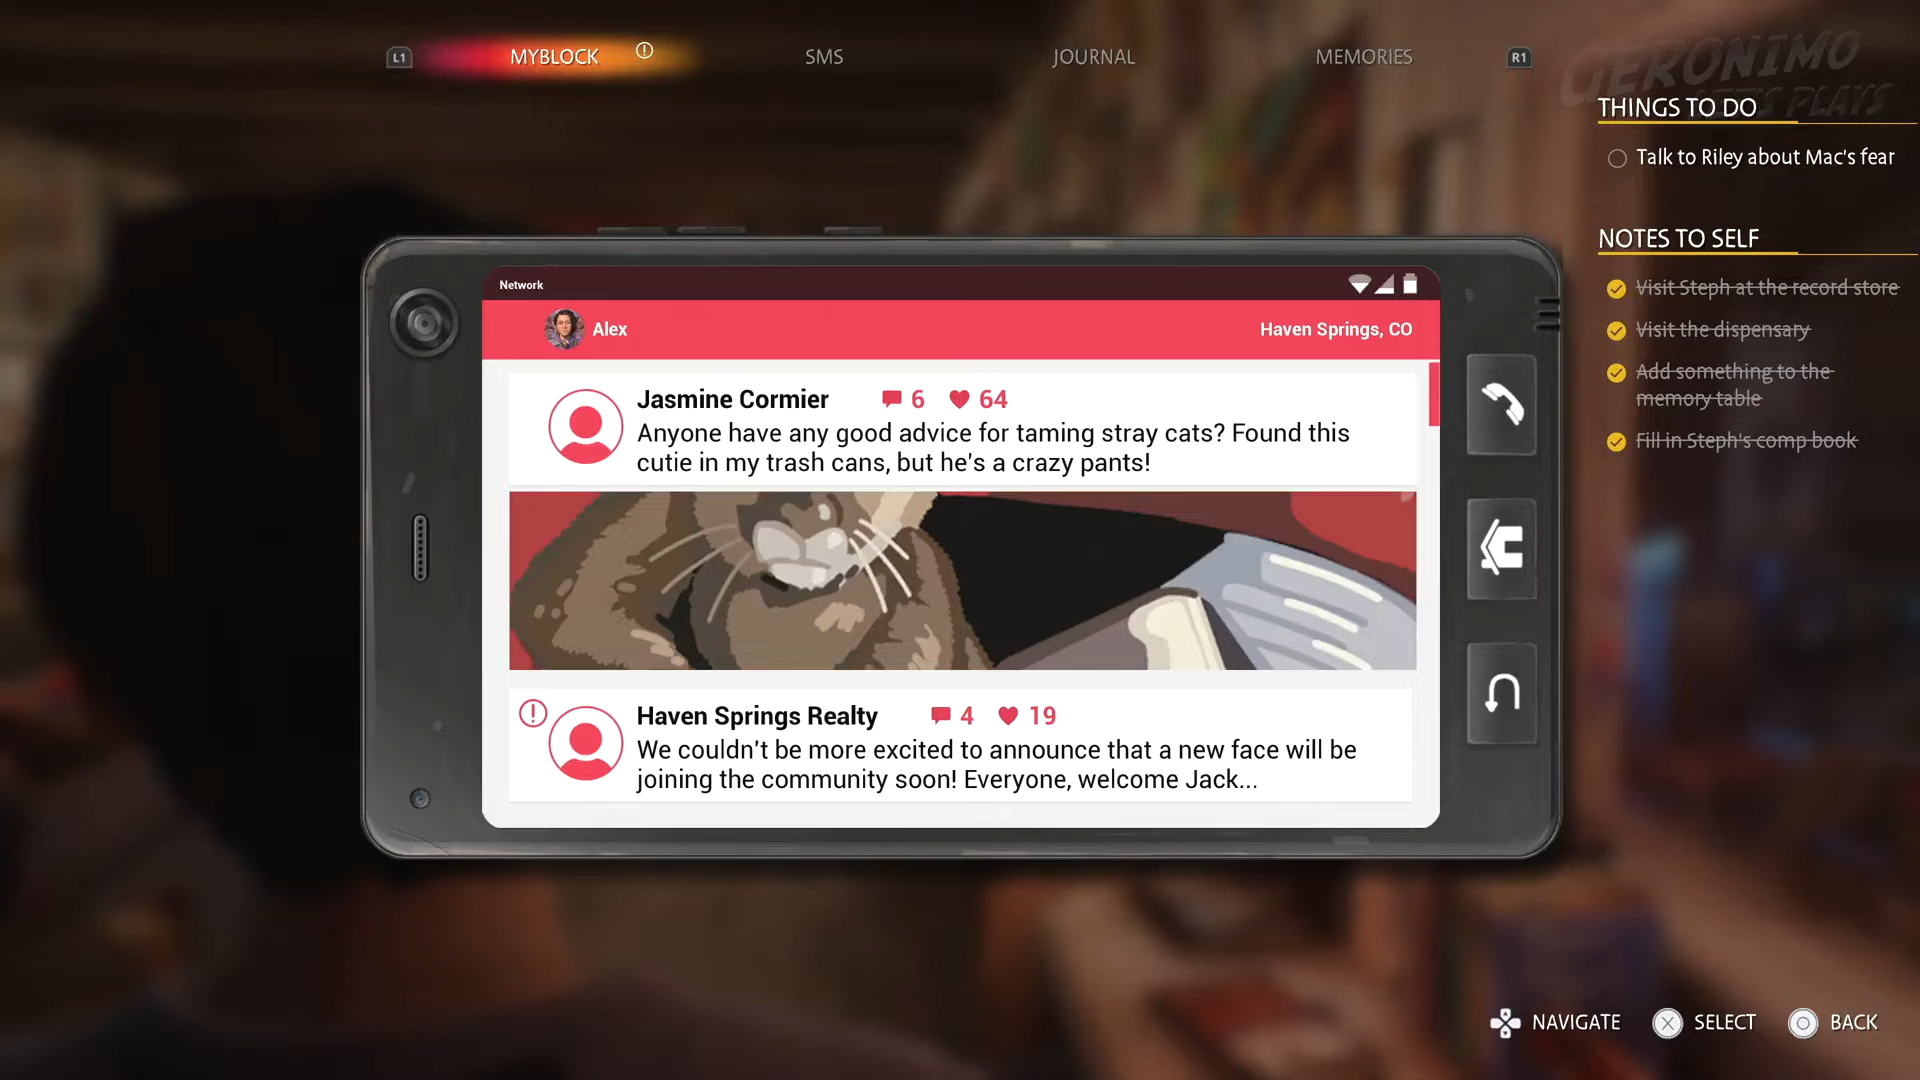 L1
MYBLOCK
SMS
JOURNAL
MEMORIES
R1
GERONIMO
LET'S PLAYS
THINGS TO DO
Talk to Riley about Mac's fear
NOTES TO SELF
Visit Steph at the record store
Visit the dispensary
Add something to the
memory table
Fill in Steph's comp book
Network
Alex
Haven Springs, CO
Jasmine Cormier 6 64
Anyone have any good advice for taming stray cats? Found this
cutie in my trash cans, but he's a crazy pants!
Haven Springs Realty 4 19
We couldn't be more excited to announce that a new face will be
joining the community soon! Everyone, welcome Jack...
NAVIGATE
SELECT
BACK